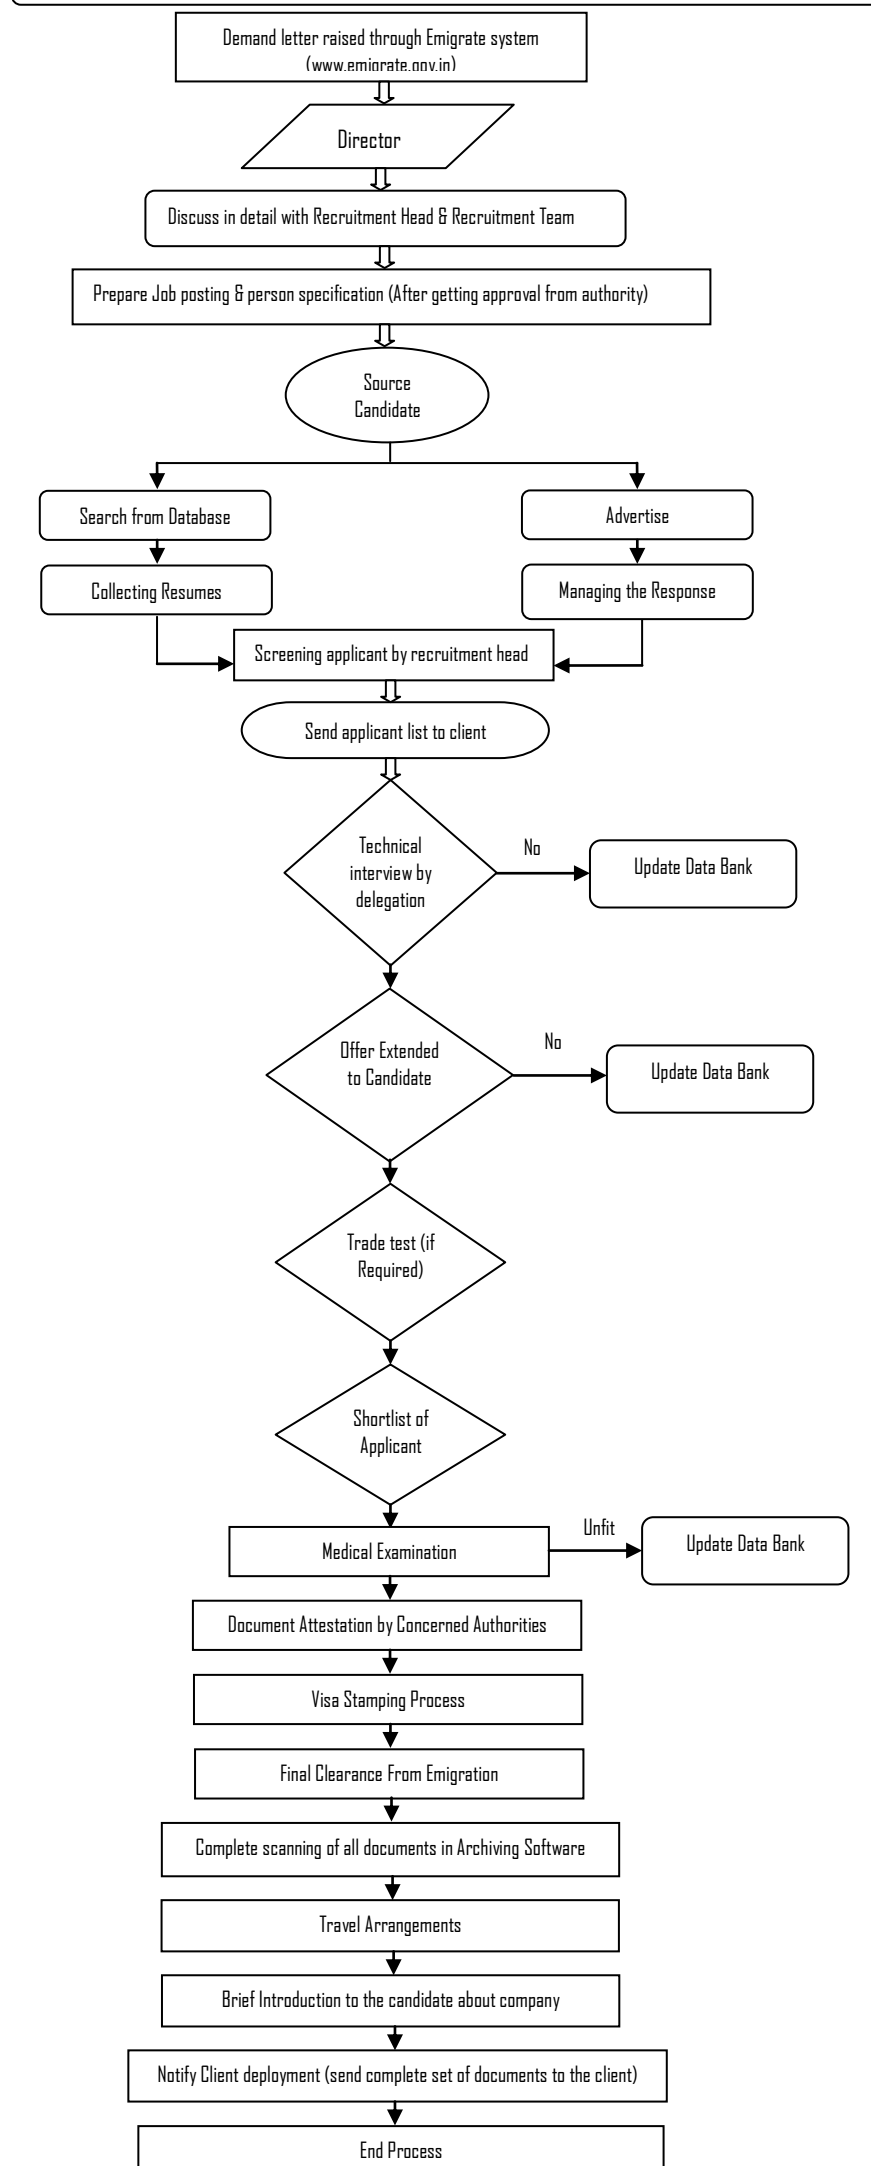 Demand letter raised through Emigrate system
(www.emigrate.gov.in)
Director
Discuss in detail with Recruitment Head & Recruitment Team
Prepare Job posting & person specification (After getting approval from authority)
Source
Candidate
Search from Database
Advertise
Collecting Resumes
Managing the Response
Screening applicant by recruitment head
Send applicant list to client
Technical
interview by
delegation
No
Update Data Bank
Offer Extended
to Candidate
No
Update Data Bank
Trade test (if
Required)
Shortlist of
Applicant
Medical Examination
Unfit
Update Data Bank
Document Attestation by Concerned Authorities
Visa Stamping Process
Final Clearance From Emigration
Complete scanning of all documents in Archiving Software
Travel Arrangements
Brief Introduction to the candidate about company
Notify Client deployment (send complete set of documents to the client)
End Process